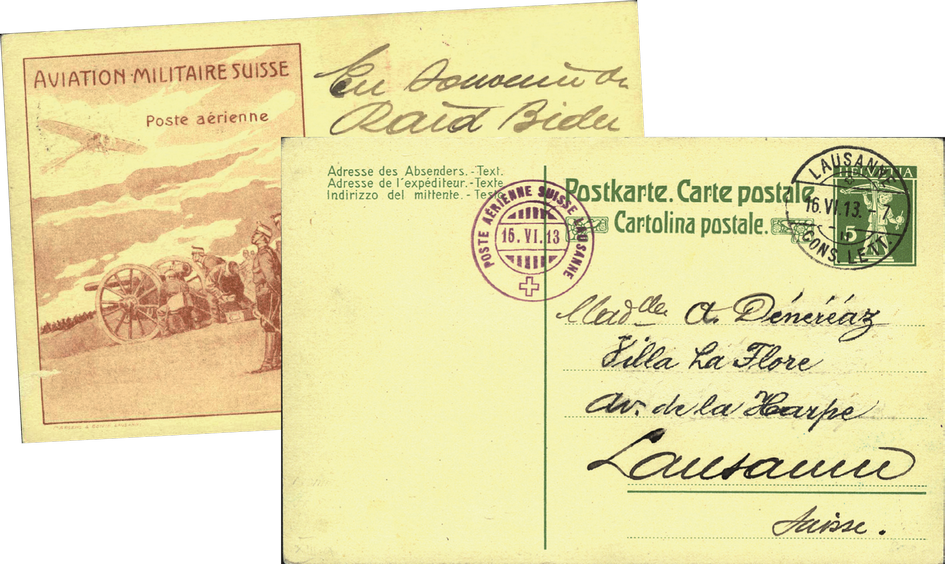 AVIATION·MILITAIRE SUISSE
Poste aérienne
En Souvenir du
Raid Bider
Adresse des Absenders.-Text.
Adresse de l'expéditeur.-Texte
Indirizzo del mittente.-Testo
Postkarte. Carte postale
Cartolina postale.
POSTE AÉRIENNE SUISSE LAUSANNE
16.VI.13
LAUSANNE
16.VI.13.-7
CONS. LETT.
HELVETIA
5
Madlle A. Dénéréaz
Villa La Flore
Av. de la Harpe
Lausanne
Suisse.